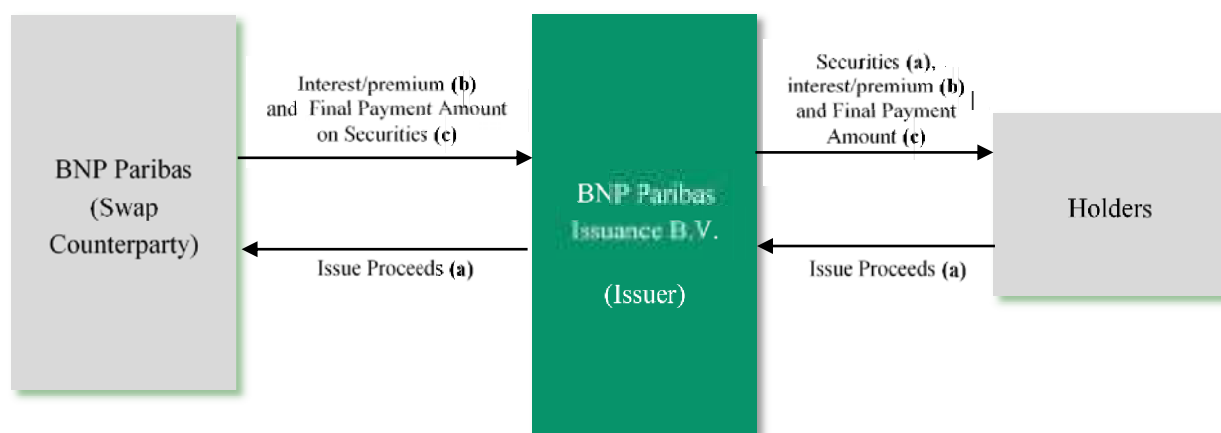 BNP Paribas
(Swap
Counterparty)
Interest/premium (b)
and Final Payment Amount
on Securities (c)
Issue Proceeds (a)
BNP Paribas
Issuance B.V.
(Issuer)
Securities (a),
interest/premium (b)
and Final Payment
Amount (c)
Issue Proceeds (a)
Holders